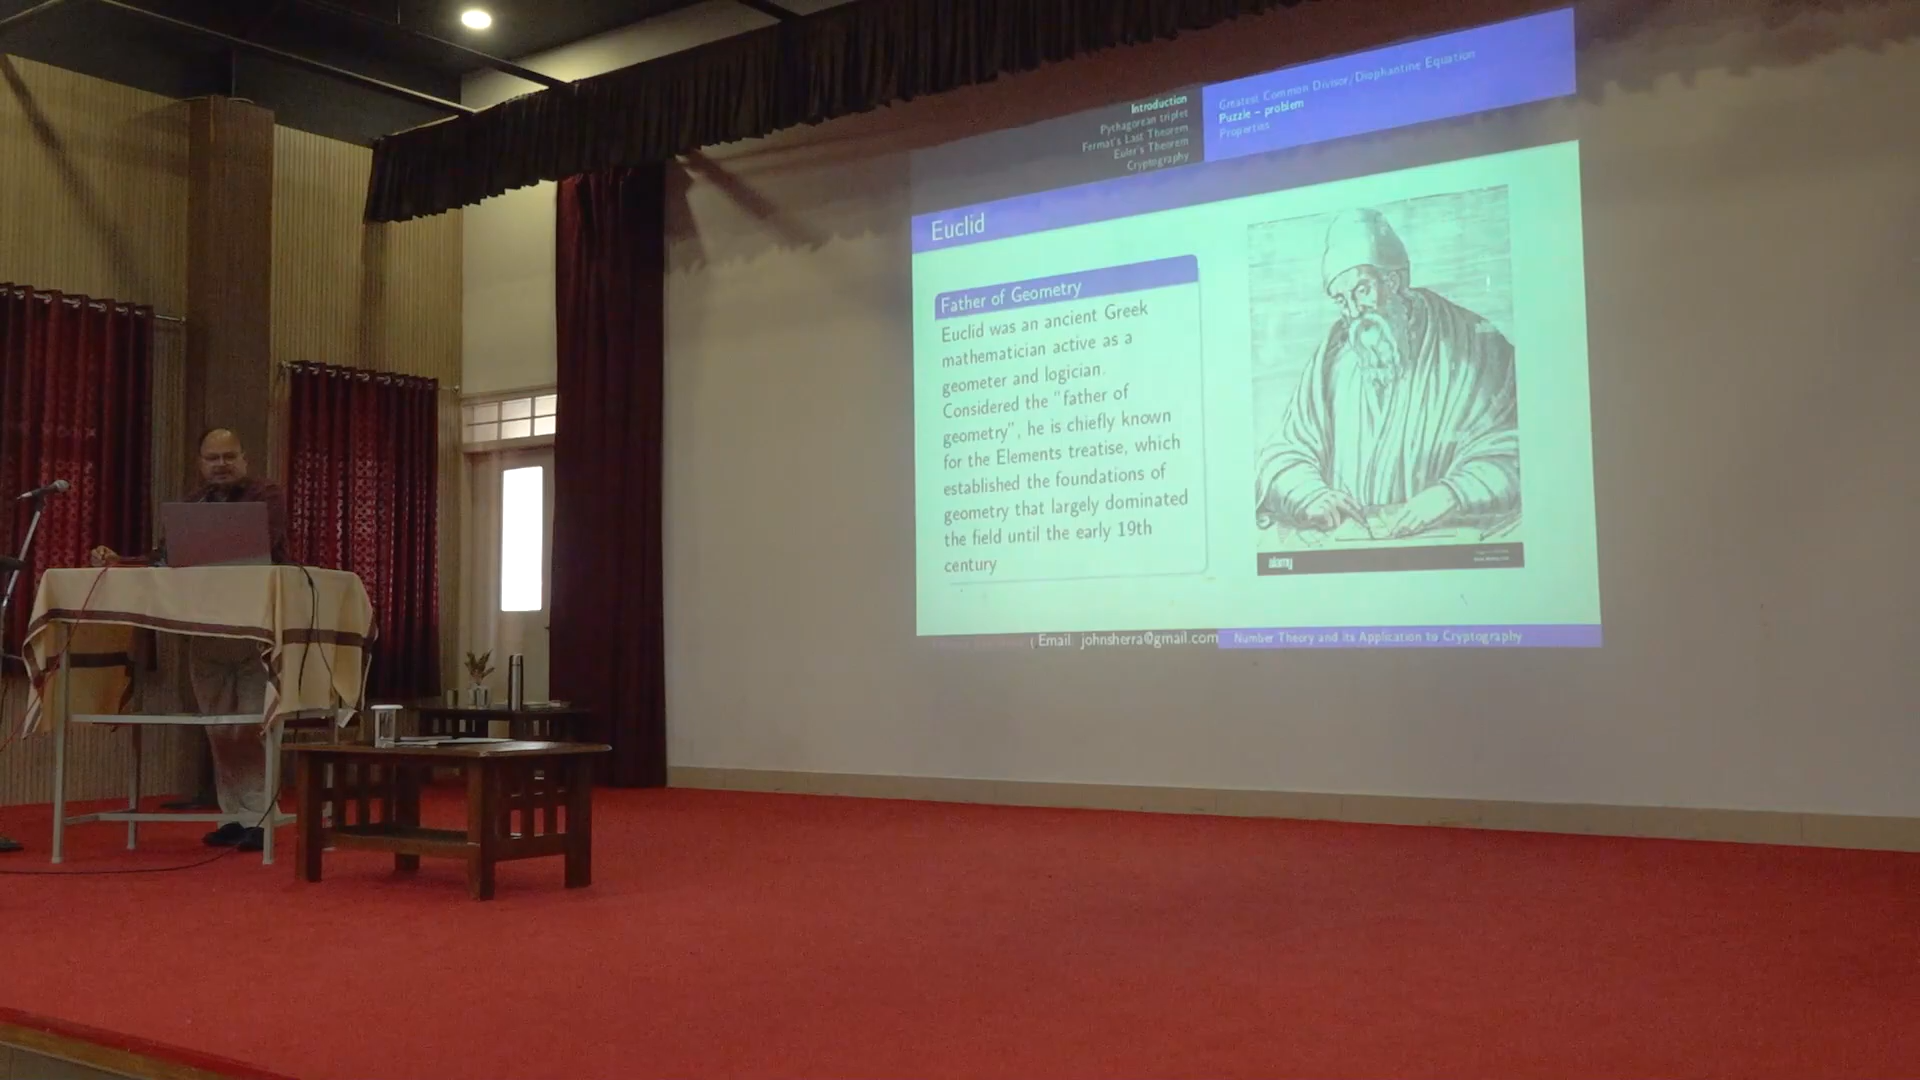 Introduction
Pythagorean triplet
Fermat's Last Theorem
Euler's Theorem
Cryptography
Greatest Common Divisor/Diophantine Equation
Puzzle – problem
Properties
Euclid
Father of Geometry
Euclid was an ancient Greek
mathematician active as a
geometer and logician.
Considered the "father of
geometry", he is chiefly known
for the Elements treatise, which
established the foundations of
geometry that largely dominated
the field until the early 19th
century
alamy
( Email: johnsherra@gmail.com
Number Theory and its Application to Cryptography